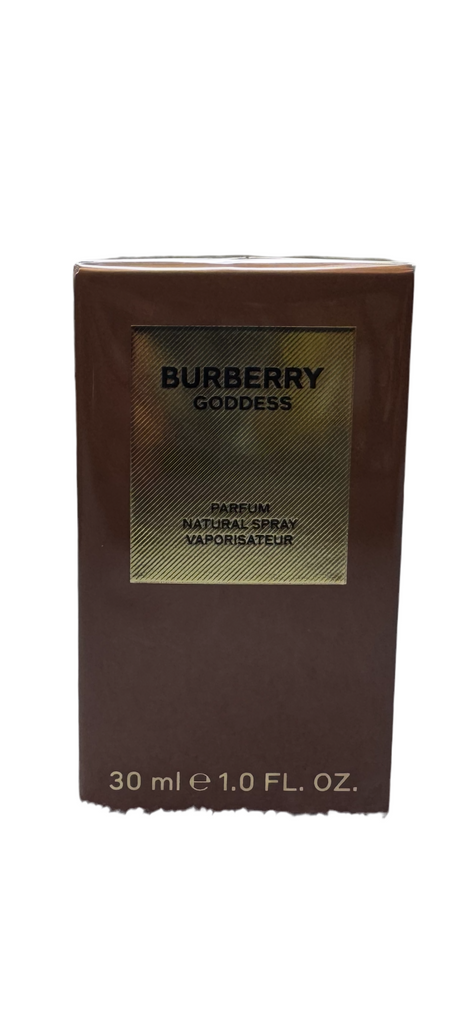 BURBERRY
GODDESS
PARFUM
NATURAL SPRAY
VAPORISATEUR
30 ml ℮ 1.0 FL. OZ.